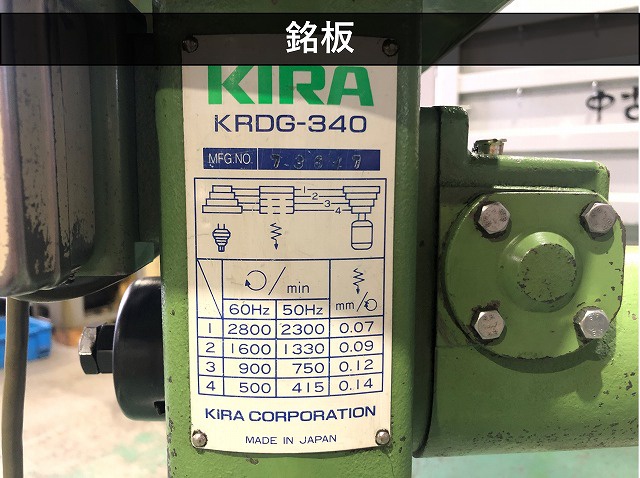 銘板
KIRA
KRDG-340
MFG.NO.
1
2
3
4
/min mm/
60Hz 50Hz
1 2800 2300 0.07
2 1600 1330 0.09
3 900 750 0.12
4 500 415 0.14
KIRA CORPORATION
MADE IN JAPAN
中古